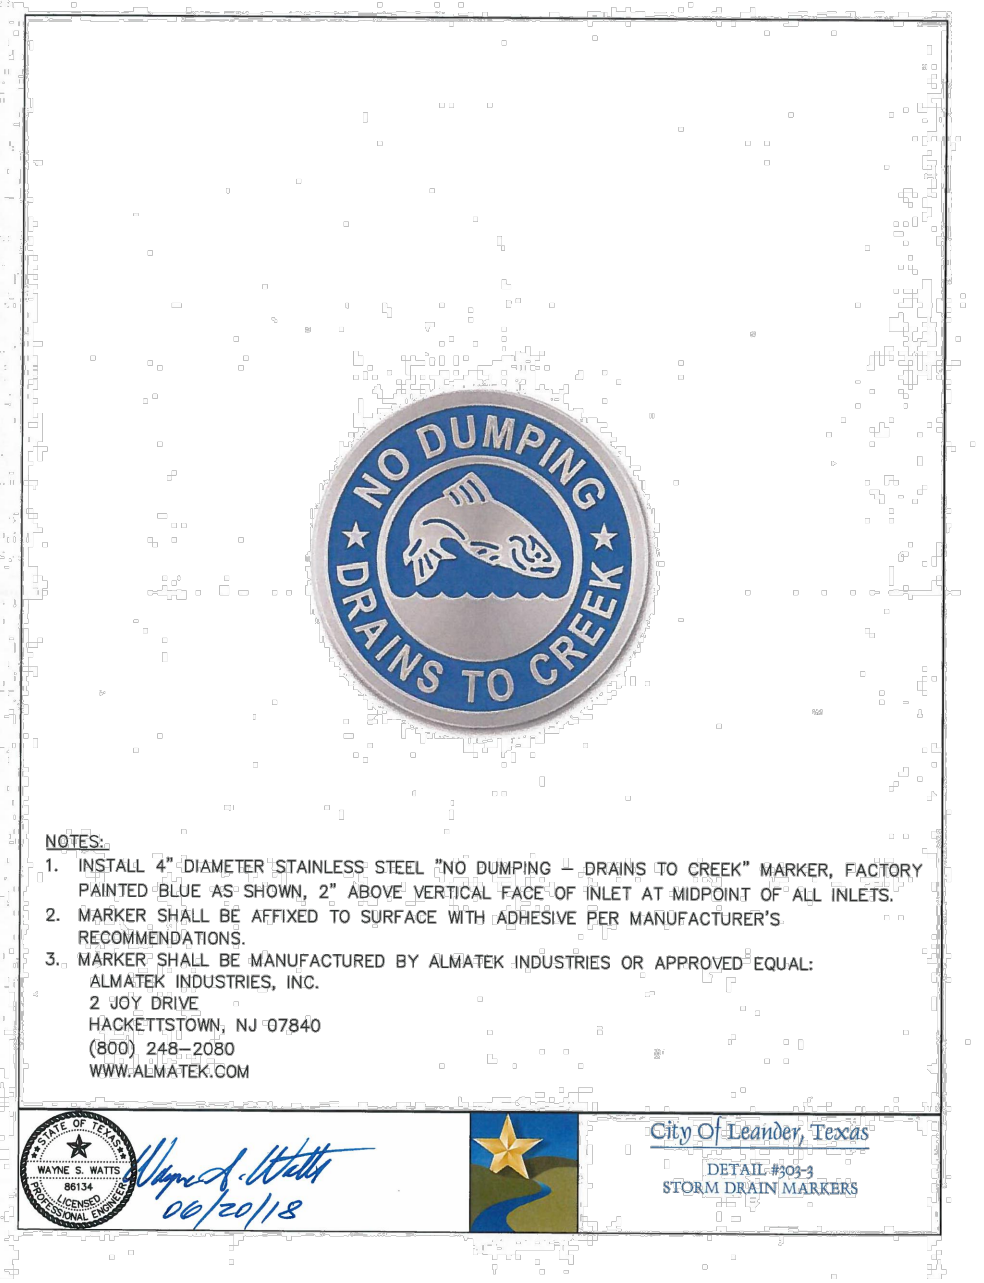 NO DUMPING
DRAINS TO CREEK
NOTES:
1. INSTALL 4" DIAMETER STAINLESS STEEL "NO DUMPING – DRAINS TO CREEK" MARKER, FACTORY
PAINTED BLUE AS SHOWN, 2" ABOVE VERTICAL FACE OF INLET AT MIDPOINT OF ALL INLETS.
2. MARKER SHALL BE AFFIXED TO SURFACE WITH ADHESIVE PER MANUFACTURER'S
RECOMMENDATIONS.
3. MARKER SHALL BE MANUFACTURED BY ALMATEK INDUSTRIES OR APPROVED EQUAL:
ALMATEK INDUSTRIES, INC.
2 JOY DRIVE
HACKETTSTOWN, NJ 07840
(800) 248–2080
WWW.ALMATEK.COM
STATE OF TEXAS
WAYNE S. WATTS
86134
LICENSED
PROFESSIONAL ENGINEER
Wayne S. Watts
06/20/18
City Of Leander, Texas
DETAIL #303-3
STORM DRAIN MARKERS